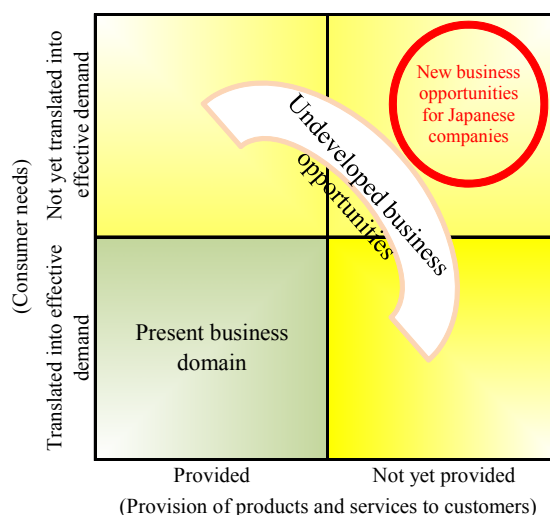 (Consumer needs)
Not yet translated into
effective demand
Translated into effective
demand
New business
opportunities
for Japanese
companies
Undeveloped business
opportunities
Present business
domain
Provided
Not yet provided
(Provision of products and services to customers)